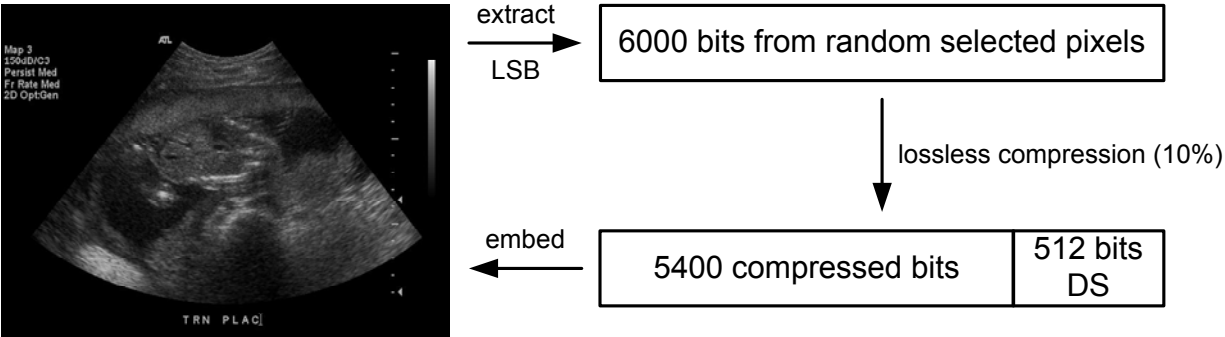 ATL
Map 3
150dB/C3
Persist Med
Fr Rate Med
2D Opt:Gen
TRN PLAC
extract
LSB
6000 bits from random selected pixels
lossless compression (10%)
embed
5400 compressed bits
512 bits
DS